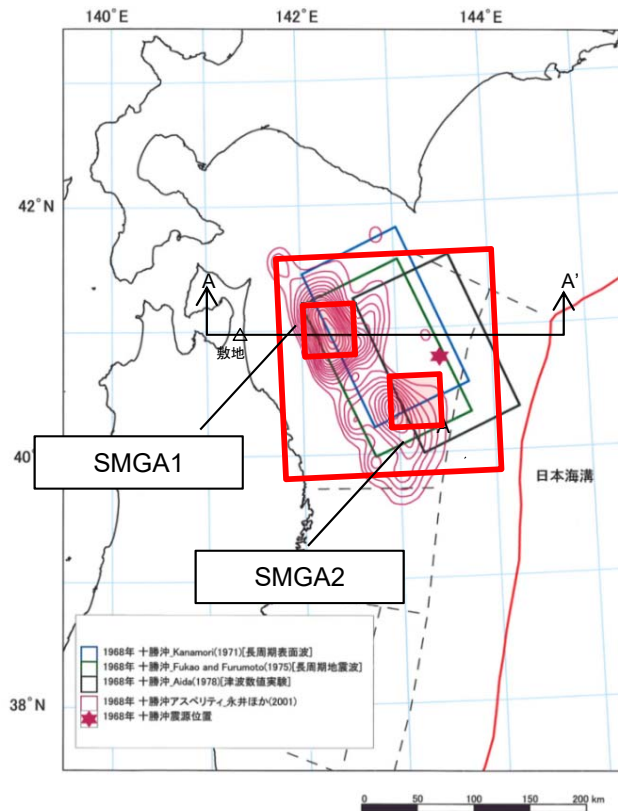 140˚E
142˚E
144˚E
42˚N
A
A’
敷地
SMGA1
40˚N
日本海溝
SMGA2
1968年 十勝沖_Kanamori(1971)[長周期表面波]
1968年 十勝沖_Fukao and Furumoto(1975)[長周期地震波]
1968年 十勝沖_Aida(1978)[津波数値実験]
1968年 十勝沖アスペリティ_永井ほか(2001)
1968年 十勝沖震源位置
38˚N
0 50 100 150 200 km